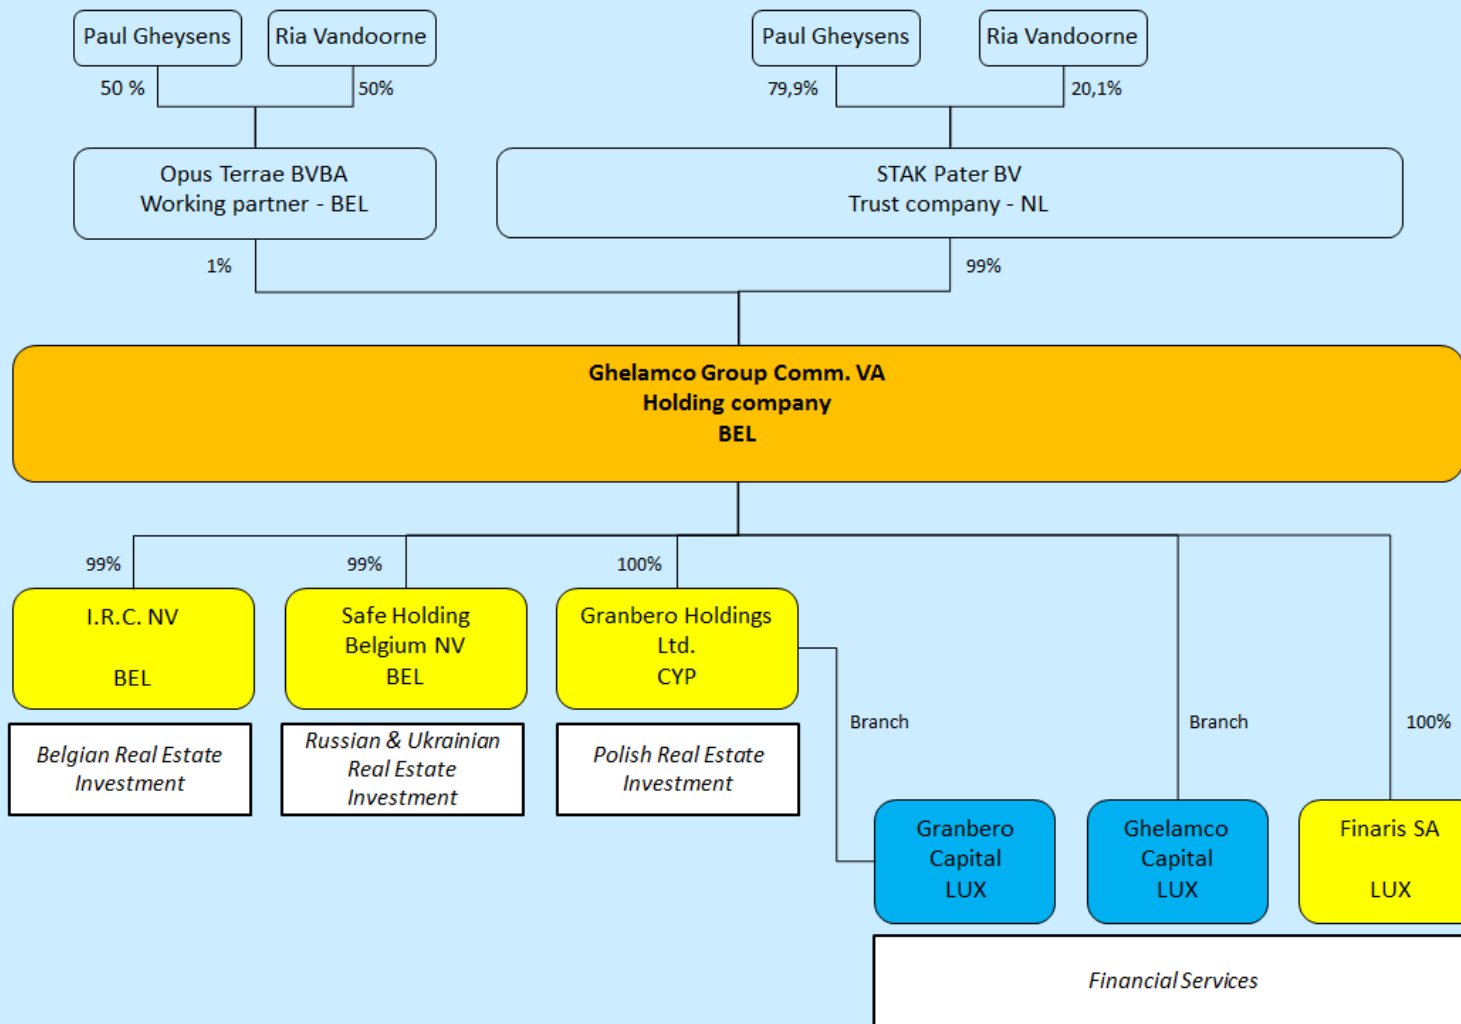 Paul Gheysens
Ria Vandoorne
Paul Gheysens
Ria Vandoorne
50 %
50%
79,9%
20,1%
Opus Terrae BVBA
Working partner - BEL
STAK Pater BV
Trust company - NL
1%
99%
Ghelamco Group Comm. VA
Holding company
BEL
99%
99%
100%
I.R.C. NV
BEL
Safe Holding
Belgium NV
BEL
Granbero Holdings
Ltd.
CYP
Belgian Real Estate
Investment
Russian & Ukrainian
Real Estate
Investment
Polish Real Estate
Investment
Branch
Branch
100%
Granbero
Capital
LUX
Ghelamco
Capital
LUX
Finaris SA
LUX
Financial Services